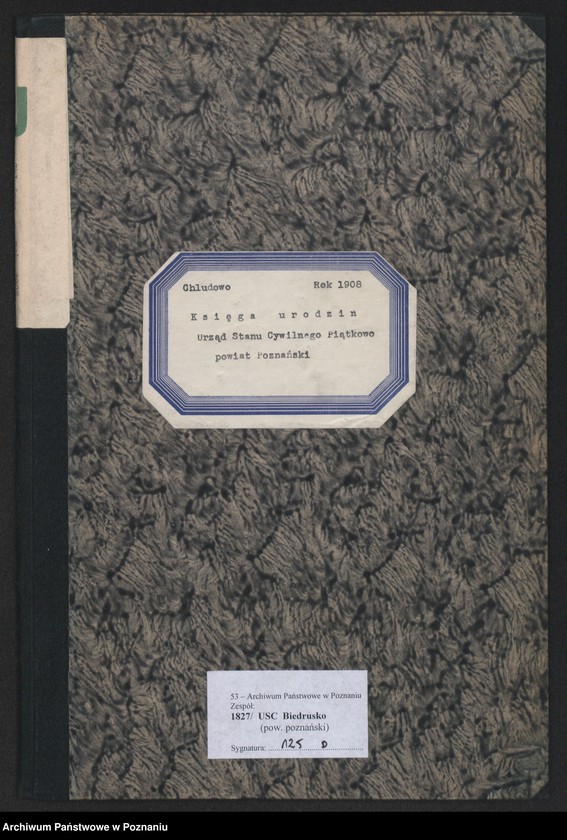 Chludowo Rok 1908
Księga urodzin
Urząd Stanu Cywilnego Piątkowo
powiat Poznański
53 – Archiwum Państwowe w Poznaniu
Zespół:
1827/ USC Biedrusko
(pow. poznański)
Sygnatura: 125 D
Archiwum Państwowe w Poznaniu